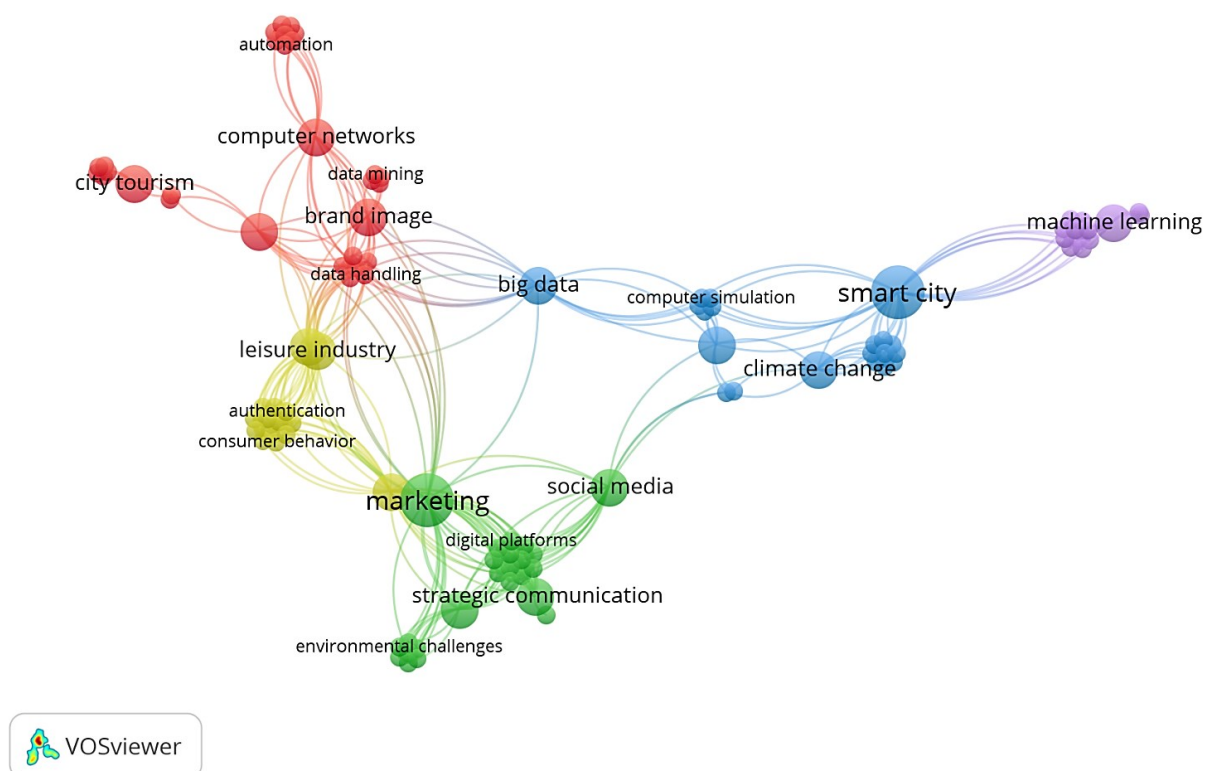 automation
computer networks
data mining
city tourism
brand image
machine learning
data handling
big data
computer simulation
smart city
leisure industry
climate change
authentication
consumer behavior
social media
marketing
digital platforms
strategic communication
environmental challenges
VOSviewer